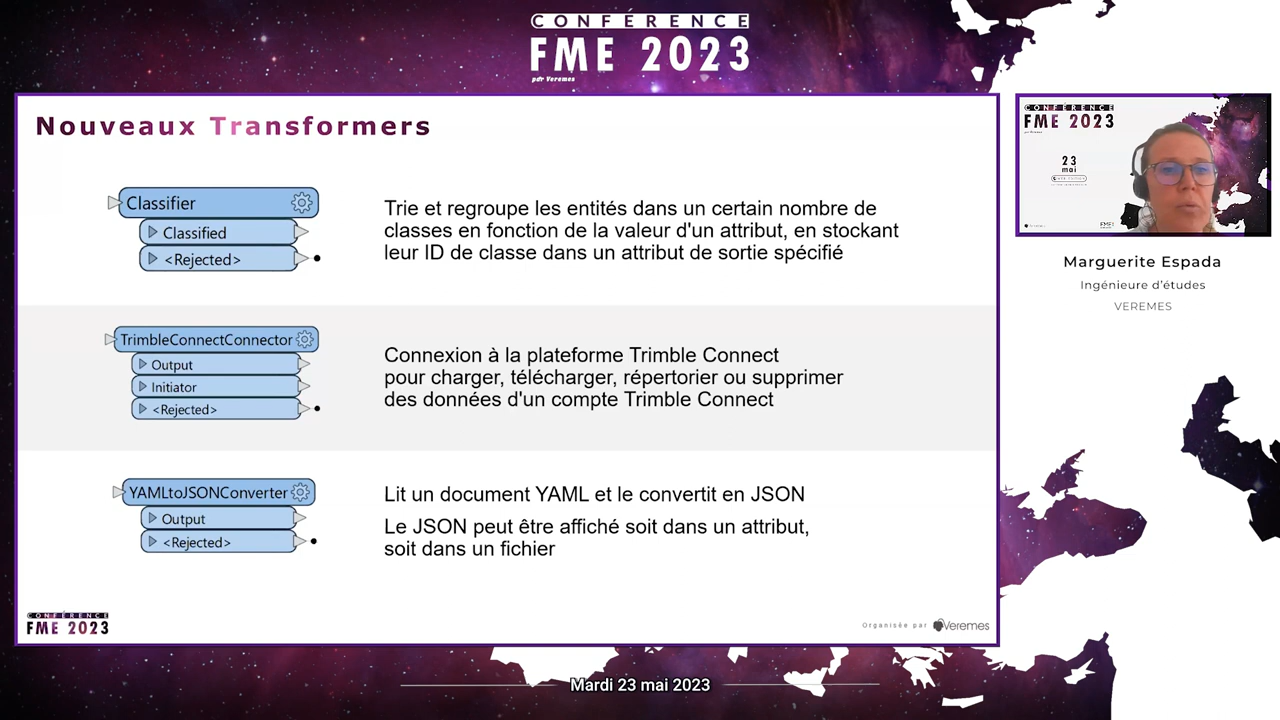 CONFÉRENCE
FME 2023
par Veremes
Nouveaux Transformers
Classifier
Classified
<Rejected>
Trie et regroupe les entités dans un certain nombre de
classes en fonction de la valeur d'un attribut, en stockant
leur ID de classe dans un attribut de sortie spécifié
TrimbleConnectConnector
Output
Initiator
<Rejected>
Connexion à la plateforme Trimble Connect
pour charger, télécharger, répertorier ou supprimer
des données d'un compte Trimble Connect
YAMLtoJSONConverter
Output
<Rejected>
Lit un document YAML et le convertit en JSON
Le JSON peut être affiché soit dans un attribut,
soit dans un fichier
CONFÉRENCE
FME 2023
Organisée par Veremes
CONFÉRENCE
FME 2023
23
mai
Marguerite Espada
Ingénieure d'études
VEREMES
Mardi 23 mai 2023